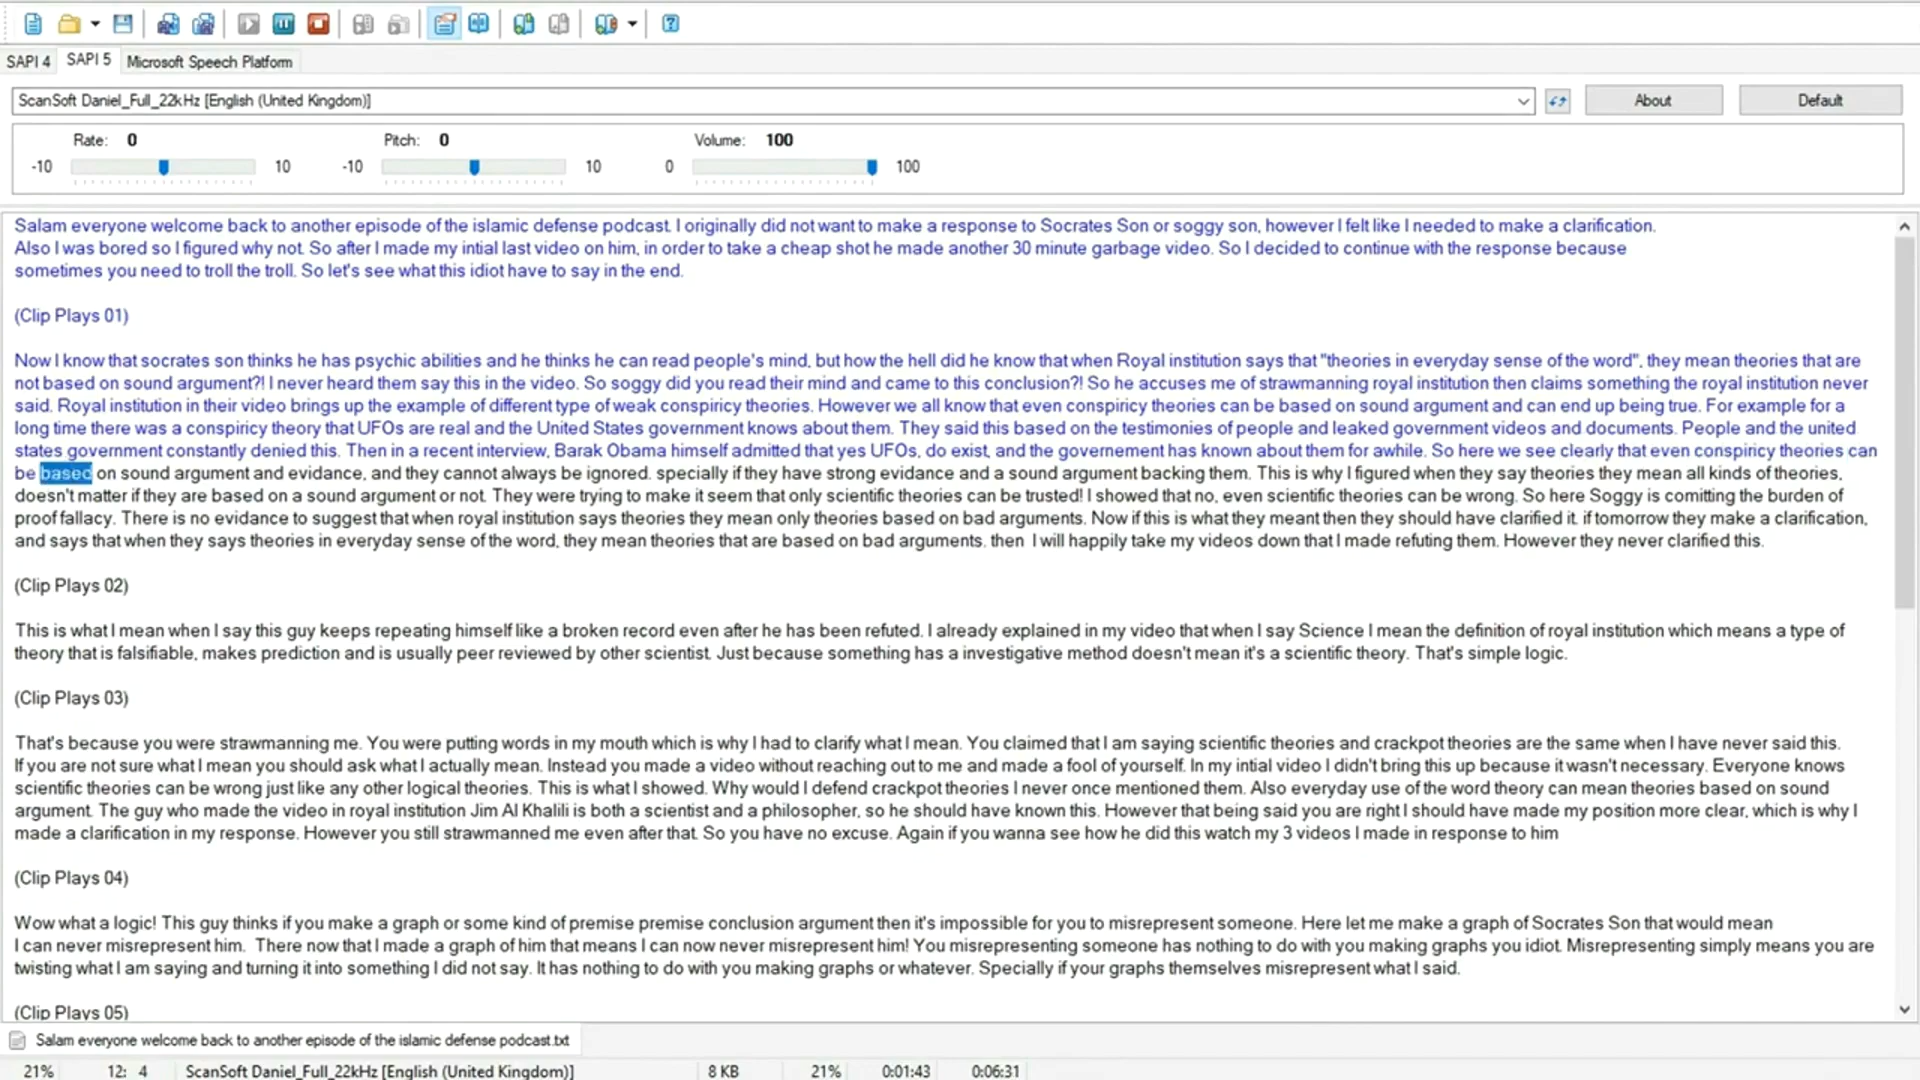 SAPI 4 SAPI 5 Microsoft Speech Platform
ScanSoft Daniel_Full_22kHz [English (United Kingdom)] About Default
Rate: 0 Pitch: 0 Volume: 100
-10 10 -10 10 0 100
Salam everyone welcome back to another episode of the islamic defense podcast. I originally did not want to make a response to Socrates Son or soggy son, however I felt like I needed to make a clarification.
Also I was bored so I figured why not. So after I made my intial last video on him, in order to take a cheap shot he made another 30 minute garbage video. So I decided to continue with the response because
sometimes you need to troll the troll. So let's see what this idiot have to say in the end.
(Clip Plays 01)
Now I know that socrates son thinks he has psychic abilities and he thinks he can read people's mind, but how the hell did he know that when Royal institution says that "theories in everyday sense of the word", they mean theories that are
not based on sound argument?! I never heard them say this in the video. So soggy did you read their mind and came to this conclusion?! So he accuses me of strawmanning royal institution then claims something the royal institution never
said. Royal institution in their video brings up the example of different type of weak conspiricy theories. However we all know that even conspiricy theories can be based on sound argument and can end up being true. For example for a
long time there was a conspiricy theory that UFOs are real and the United States government knows about them. They said this based on the testimonies of people and leaked government videos and documents. People and the united
states government constantly denied this. Then in a recent interview, Barak Obama himself admitted that yes UFOs, do exist, and the governement has known about them for awhile. So here we see clearly that even conspiricy theories can
be based on sound argument and evidance, and they cannot always be ignored. specially if they have strong evidance and a sound argument backing them. This is why I figured when they say theories they mean all kinds of theories,
doesn't matter if they are based on a sound argument or not. They were trying to make it seem that only scientific theories can be trusted! I showed that no, even scientific theories can be wrong. So here Soggy is comitting the burden of
proof fallacy. There is no evidance to suggest that when royal institution says theories they mean only theories based on bad arguments. Now if this is what they meant then they should have clarified it. if tomorrow they make a clarification,
and says that when they says theories in everyday sense of the word, they mean theories that are based on bad arguments. then I will happily take my videos down that I made refuting them. However they never clarified this.
(Clip Plays 02)
This is what I mean when I say this guy keeps repeating himself like a broken record even after he has been refuted. I already explained in my video that when I say Science I mean the definition of royal institution which means a type of
theory that is falsifiable, makes prediction and is usually peer reviewed by other scientist. Just because something has a investigative method doesn't mean it's a scientific theory. That's simple logic.
(Clip Plays 03)
That's because you were strawmanning me. You were putting words in my mouth which is why I had to clarify what I mean. You claimed that I am saying scientific theories and crackpot theories are the same when I have never said this.
If you are not sure what I mean you should ask what I actually mean. Instead you made a video without reaching out to me and made a fool of yourself. In my intial video I didn't bring this up because it wasn't necessary. Everyone knows
scientific theories can be wrong just like any other logical theories. This is what I showed. Why would I defend crackpot theories I never once mentioned them. Also everyday use of the word theory can mean theories based on sound
argument. The guy who made the video in royal institution Jim Al Khalili is both a scientist and a philosopher, so he should have known this. However that being said you are right I should have made my position more clear, which is why I
made a clarification in my response. However you still strawmanned me even after that. So you have no excuse. Again if you wanna see how he did this watch my 3 videos I made in response to him
(Clip Plays 04)
Wow what a logic! This guy thinks if you make a graph or some kind of premise premise conclusion argument then it's impossible for you to misrepresent someone. Here let me make a graph of Socrates Son that would mean
I can never misrepresent him. There now that I made a graph of him that means I can now never misrepresent him! You misrepresenting someone has nothing to do with you making graphs you idiot. Misrepresenting simply means you are
twisting what I am saying and turning it into something I did not say. It has nothing to do with you making graphs or whatever. Specially if your graphs themselves misrepresent what I said.
(Clip Plays 05)
Salam everyone welcome back to another episode of the islamic defense podcast.txt
21% 12: 4 ScanSoft Daniel_Full_22kHz [English (United Kingdom)] 8 KB 21% 0:01:43 0:06:31